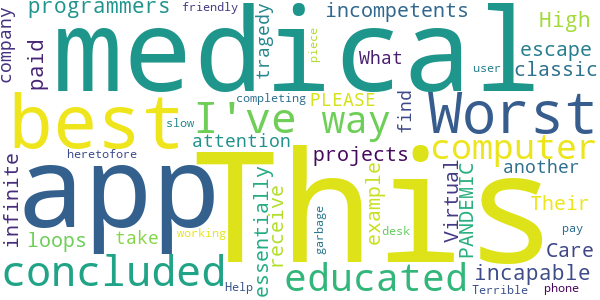 programmers friendly incompetents High
company paid tragedy piece What user escape classic
medical
best slow completing PLEASE find Worst
I've way
attention computer
heretofore projects another
app This
infinite essentially receive example Virtual PANDEMIC Their
loops take working garbage desk pay Care
concluded Help educated incapable
Terrible phone